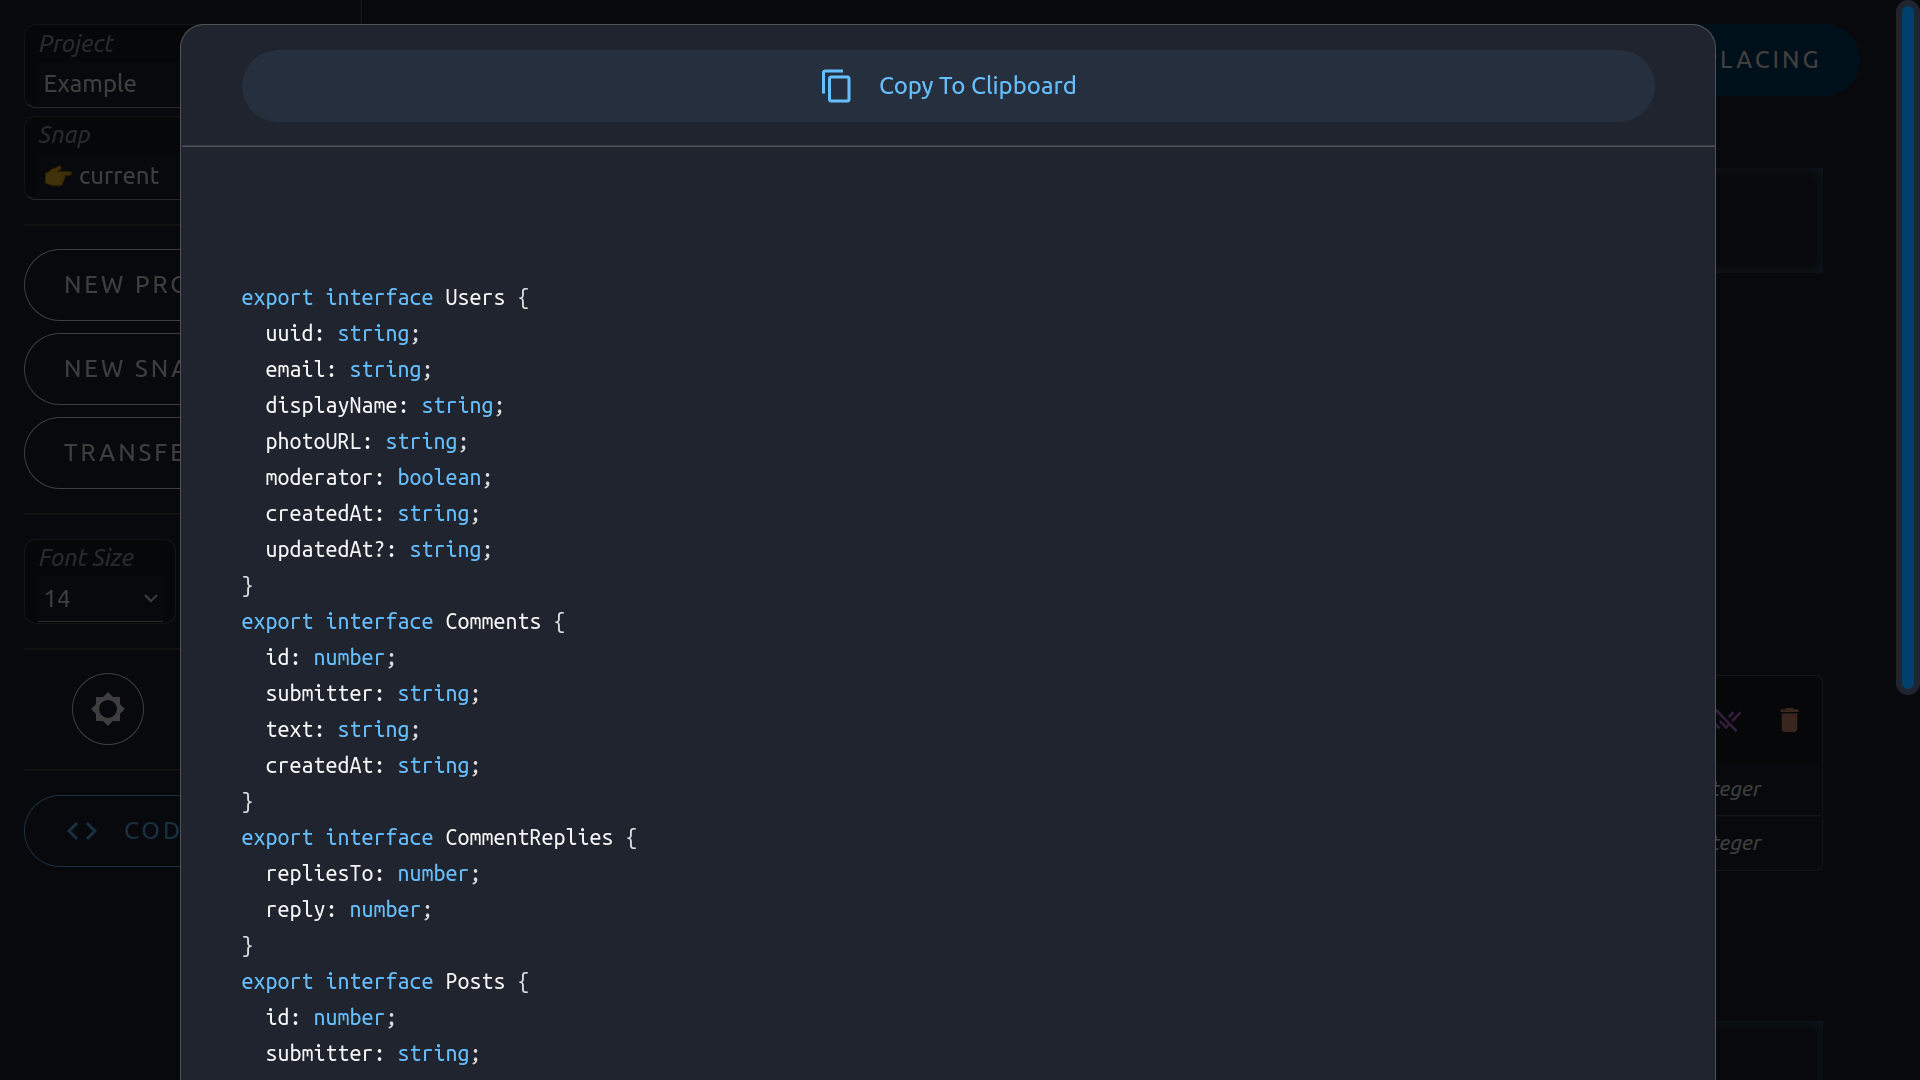 Project
Example
Snap
👉 current
NEW PRO
NEW SNA
TRANSFE
Font Size
14
<> COD
LACING
Copy To Clipboard
export interface Users {
  uuid: string;
  email: string;
  displayName: string;
  photoURL: string;
  moderator: boolean;
  createdAt: string;
  updatedAt?: string;
}
export interface Comments {
  id: number;
  submitter: string;
  text: string;
  createdAt: string;
}
export interface CommentReplies {
  repliesTo: number;
  reply: number;
}
export interface Posts {
  id: number;
  submitter: string;
teger
teger